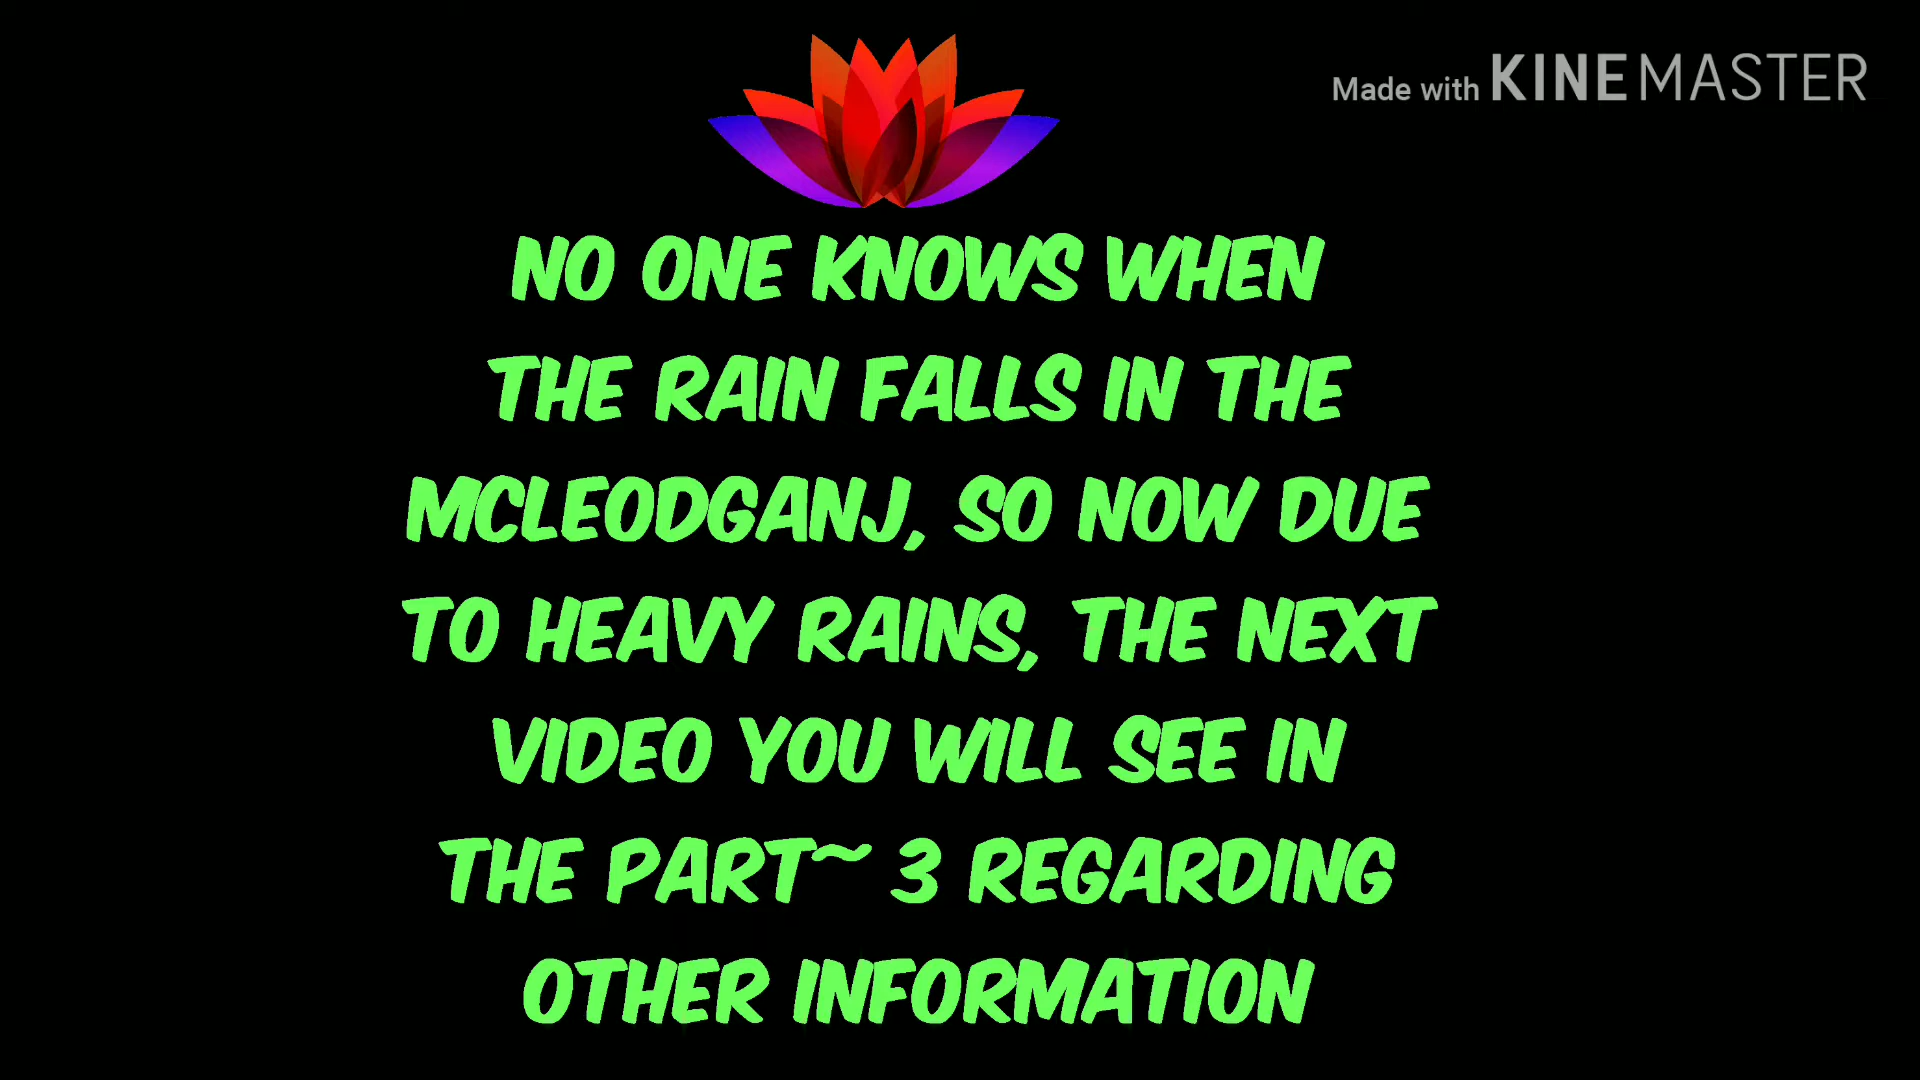 Made with KINEMASTER
NO ONE KNOWS WHEN
THE RAIN FALLS IN THE
MCLEODGANJ, SO NOW DUE
TO HEAVY RAINS, THE NEXT
VIDEO YOU WILL SEE IN
THE PART~ 3 REGARDING
OTHER INFORMATION